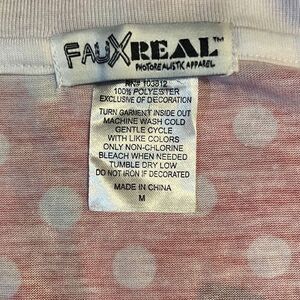 FAUXREAL™
PHOTOREALISTIC APPAREL
RN# 103812
100% POLYESTER
EXCLUSIVE OF DECORATION
TURN GARMENT INSIDE OUT
MACHINE WASH COLD
GENTLE CYCLE
WITH LIKE COLORS
ONLY NON-CHLORINE
BLEACH WHEN NEEDED
TUMBLE DRY LOW
DO NOT IRON IF DECORATED
MADE IN CHINA
M